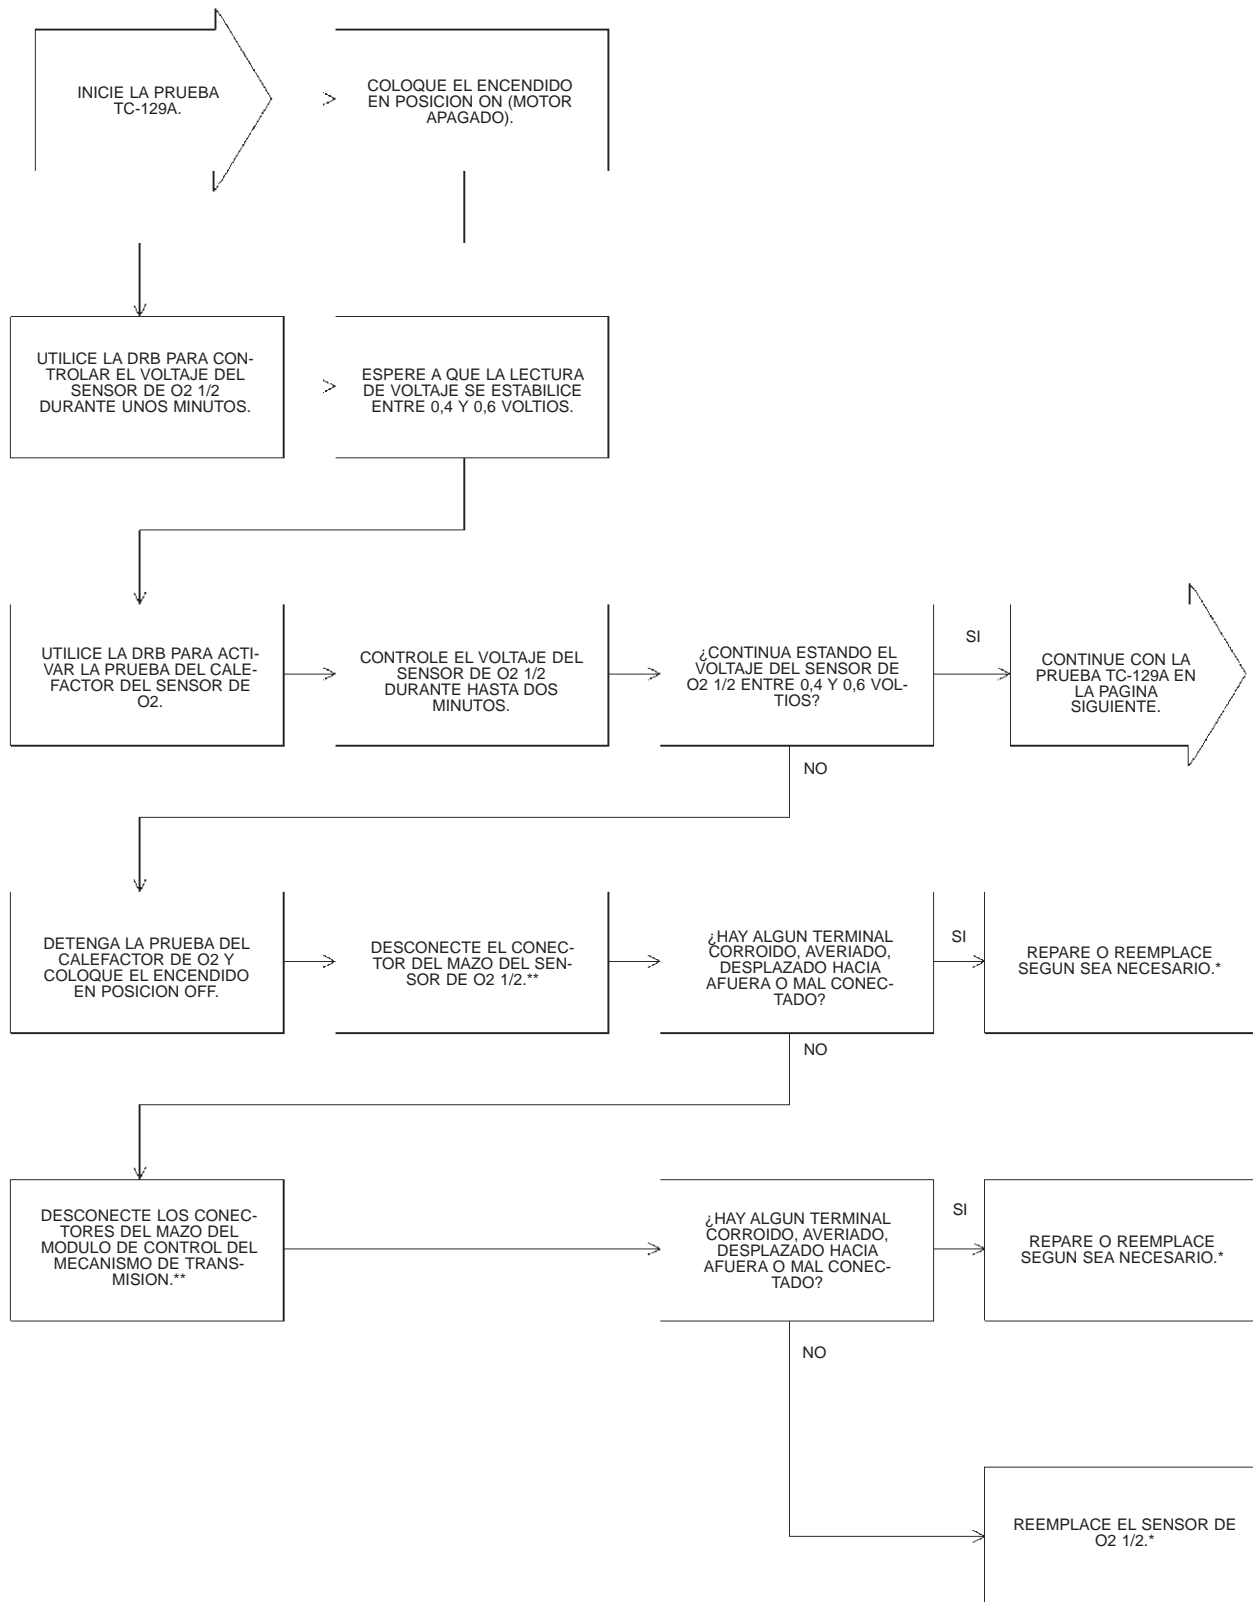 INICIE LA PRUEBA
TC-129A.
COLOQUE EL ENCENDIDO
EN POSICION ON (MOTOR
APAGADO).
UTILICE LA DRB PARA CON-
TROLAR EL VOLTAJE DEL
SENSOR DE O2 1/2
DURANTE UNOS MINUTOS.
ESPERE A QUE LA LECTURA
DE VOLTAJE SE ESTABILICE
ENTRE 0,4 Y 0,6 VOLTIOS.
UTILICE LA DRB PARA ACTI-
VAR LA PRUEBA DEL CALE-
FACTOR DEL SENSOR DE
O2.
CONTROLE EL VOLTAJE DEL
SENSOR DE O2 1/2
DURANTE HASTA DOS
MINUTOS.
¿CONTINUA ESTANDO EL
VOLTAJE DEL SENSOR DE
O2 1/2 ENTRE 0,4 Y 0,6 VOL-
TIOS?
SI
CONTINUE CON LA
PRUEBA TC-129A EN
LA PAGINA
SIGUIENTE.
NO
DETENGA LA PRUEBA DEL
CALEFACTOR DE O2 Y
COLOQUE EL ENCENDIDO
EN POSICION OFF.
DESCONECTE EL CONEC-
TOR DEL MAZO DEL SEN-
SOR DE O2 1/2.**
¿HAY ALGUN TERMINAL
CORROIDO, AVERIADO,
DESPLAZADO HACIA
AFUERA O MAL CONEC-
TADO?
SI
REPARE O REEMPLACE
SEGUN SEA NECESARIO.*
NO
DESCONECTE LOS CONEC-
TORES DEL MAZO DEL
MODULO DE CONTROL DEL
MECANISMO DE TRANS-
MISION.**
¿HAY ALGUN TERMINAL
CORROIDO, AVERIADO,
DESPLAZADO HACIA
AFUERA O MAL CONEC-
TADO?
SI
REPARE O REEMPLACE
SEGUN SEA NECESARIO.*
NO
REEMPLACE EL SENSOR DE
O2 1/2.*